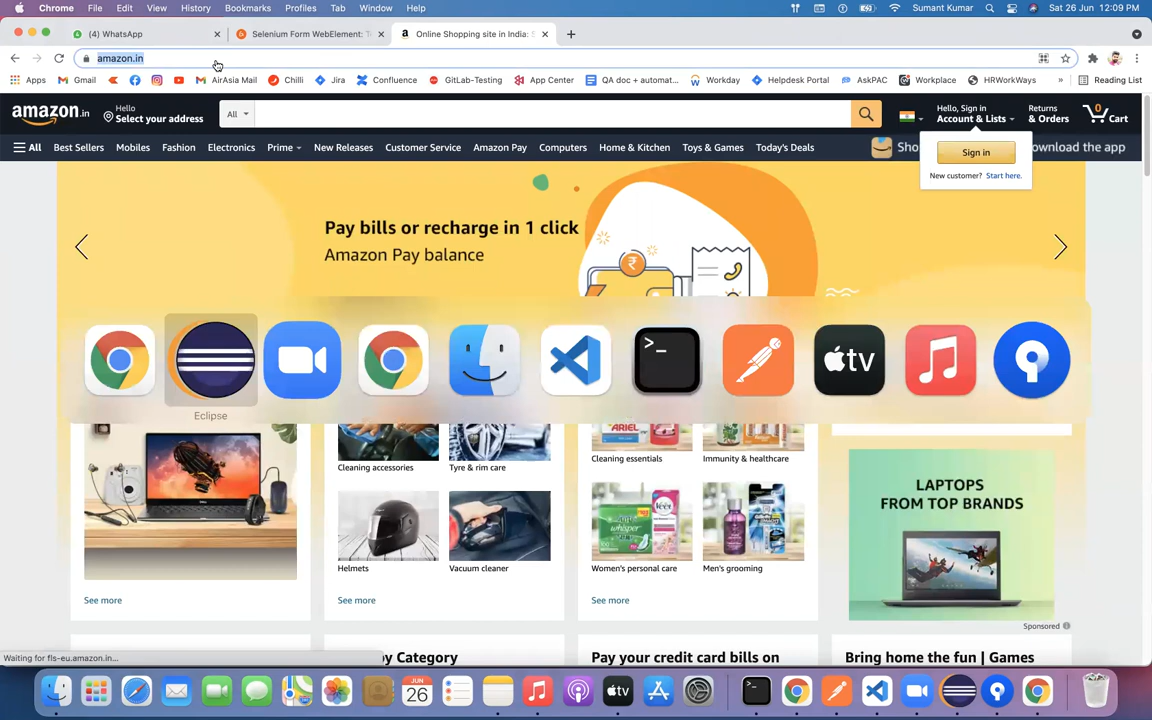 Chrome File Edit View History Bookmarks Profiles Tab Window Help Sumant Kumar Sat 26 Jun 12:09 PM
(4) WhatsApp Selenium Form WebElement: T Online Shopping site in India: S
amazon.in
Apps Gmail AirAsia Mail Chilli Jira Confluence GitLab-Testing App Center QA doc + automat... Workday Helpdesk Portal AskPAC Workplace HRWorkWays » Reading List
amazon.in
Hello
Select your address
All
Hello, Sign in
Account & Lists
Returns
& Orders
0
Cart
All Best Sellers Mobiles Fashion Electronics Prime New Releases Customer Service Computers Amazon Pay Home & Kitchen Toys & Games Today's Deals
Sho
ownload the app
Sign in
New customer? Start here.
Pay bills or recharge in 1 click
Amazon Pay balance
tv
Eclipse
Cleaning accessories
Tyre & rim care
Cleaning essentials
Immunity & healthcare
Helmets
Vacuum cleaner
Women's personal care
Men's grooming
LAPTOPS
FROM TOP BRANDS
See more
See more
See more
Sponsored
Waiting for fls-eu.amazon.in...
y Category
Pay your credit card bills on
Bring home the fun | Games
JUN
26
tv